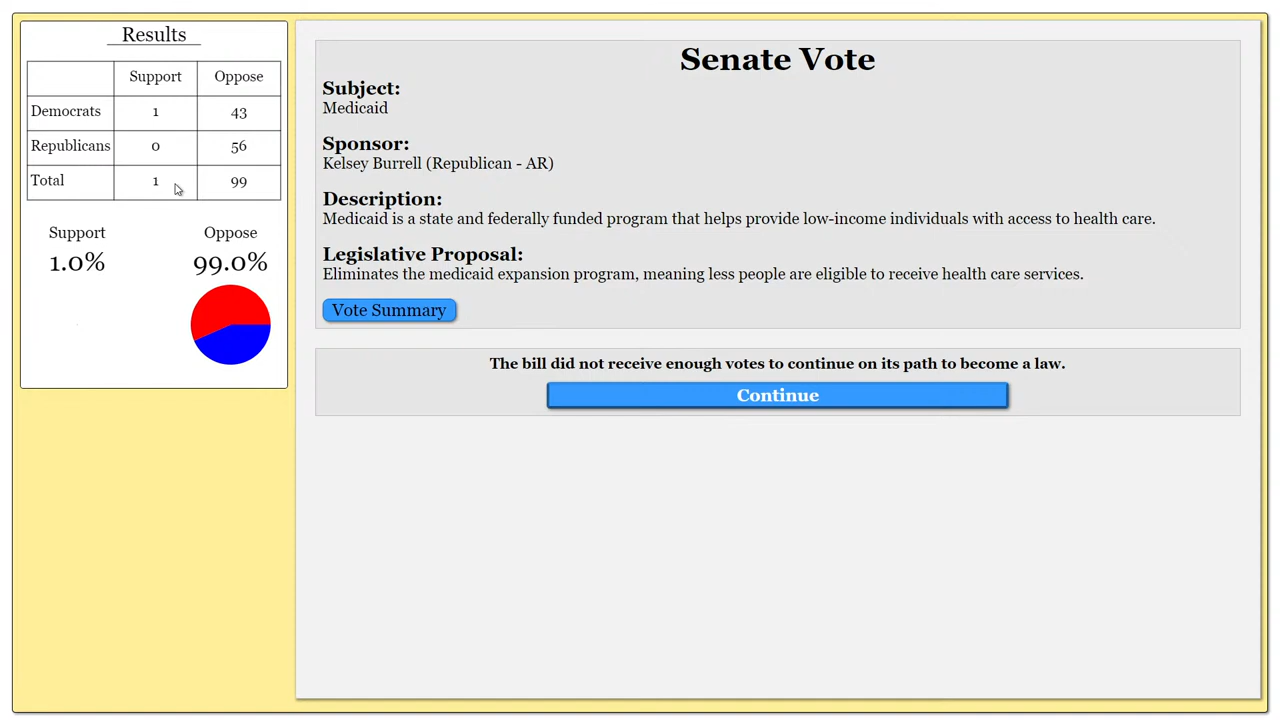 Results
Support Oppose
Democrats 1 43
Republicans 0 56
Total 1 99
Support Oppose
1.0% 99.0%
Senate Vote
Subject:
Medicaid
Sponsor:
Kelsey Burrell (Republican - AR)
Description:
Medicaid is a state and federally funded program that helps provide low-income individuals with access to health care.
Legislative Proposal:
Eliminates the medicaid expansion program, meaning less people are eligible to receive health care services.
Vote Summary
The bill did not receive enough votes to continue on its path to become a law.
Continue